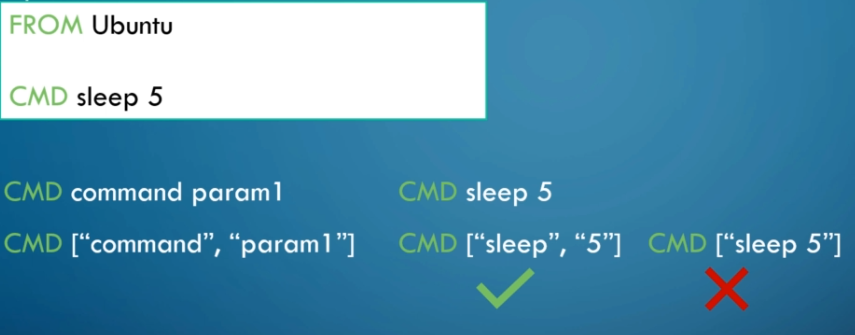 FROM Ubuntu
CMD sleep 5
CMD command param1
CMD sleep 5
CMD [“command”, “param1”]
CMD [“sleep”, “5”]
CMD [“sleep 5”]